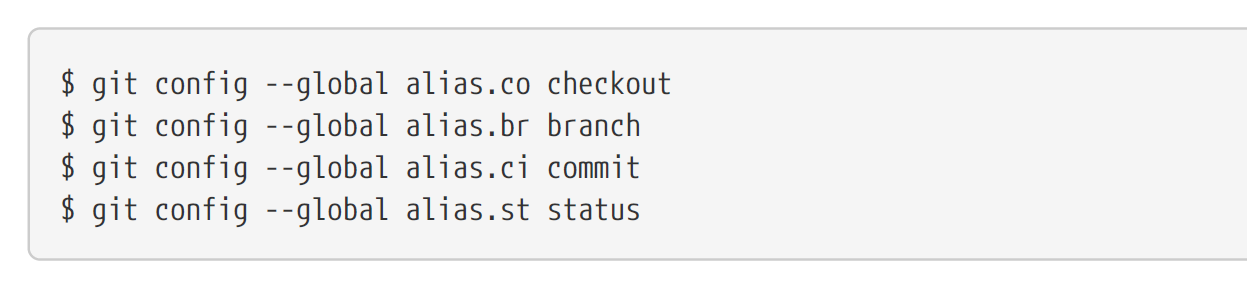 $ git config --global alias.co checkout
$ git config --global alias.br branch
$ git config --global alias.ci commit
$ git config --global alias.st status